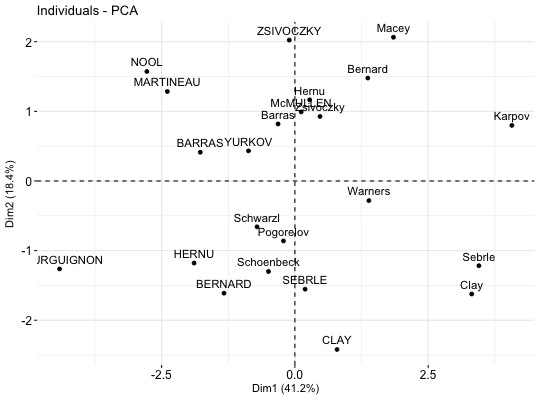 Individuals - PCA
ZSIVOCZKY
Macey
NOOL
Bernard
MARTINEAU
Hernu
McMULLEN
Zsivoczky
Barras
Karpov
BARRAS
YURKOV
Warners
Schwarzl
Pogorelov
HERNU
Schoenbeck
Sebrle
URGUIGNON
BERNARD
SEBRLE
Clay
CLAY
2
1
0
-1
-2
Dim2 (18.4%)
-2.5
0.0
2.5
Dim1 (41.2%)